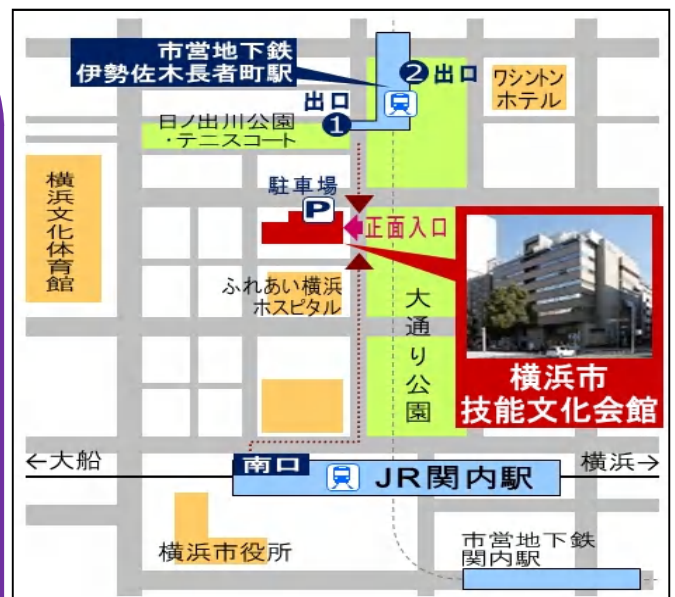 市営地下鉄
伊勢佐木長者町駅
❷出口
ワシントン
ホテル
出口
❶
日ノ出川公園
・テニスコート
横浜文化体育館
駐車場
P
正面入口
ふれあい横浜
ホスピタル
大通り公園
横浜市
技能文化会館
←大船
南口
JR関内駅
横浜→
横浜市役所
市営地下鉄
関内駅